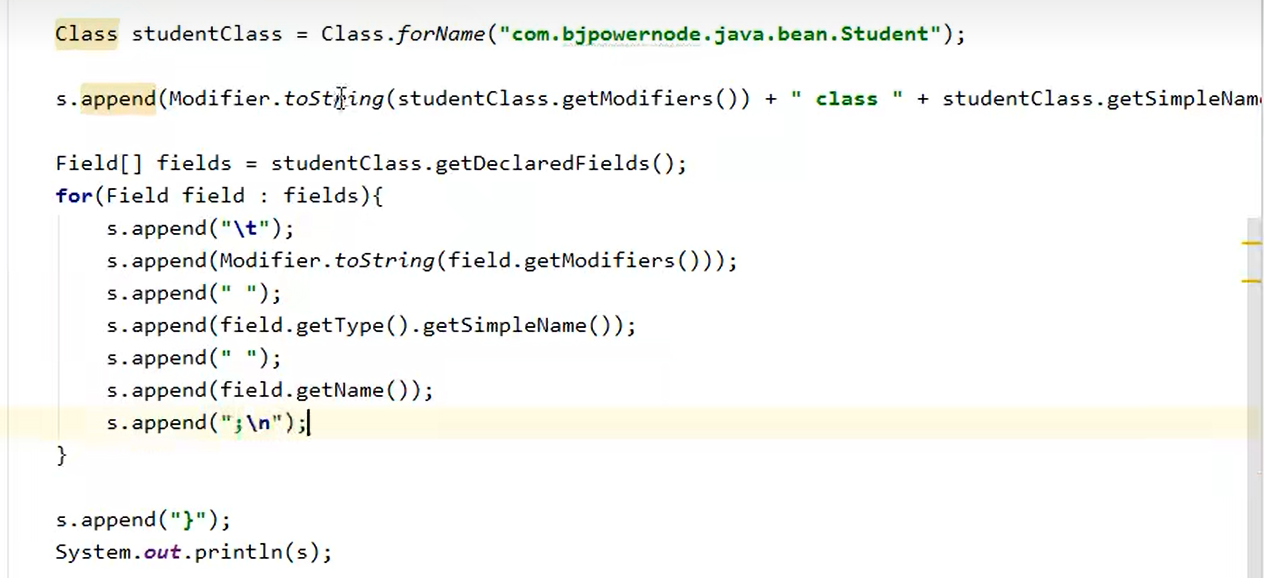 Class studentClass = Class.forName("com.bjpowernode.java.bean.Student");
s.append(Modifier.toString(studentClass.getModifiers()) + " class " + studentClass.getSimpleNam
Field[] fields = studentClass.getDeclaredFields();
for(Field field : fields){
s.append("\t");
s.append(Modifier.toString(field.getModifiers()));
s.append(" ");
s.append(field.getType().getSimpleName());
s.append(" ");
s.append(field.getName());
s.append(";\n");
}
s.append("}");
System.out.println(s);